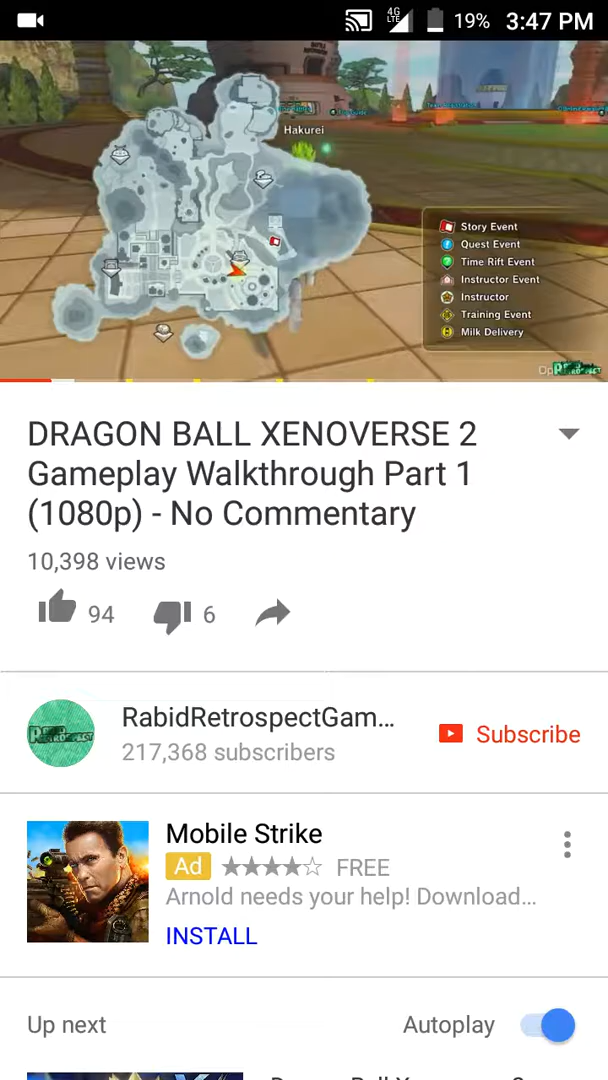 4G
LTE
19%
3:47 PM
Hakurei
Story Event
Quest Event
Time Rift Event
Instructor Event
Instructor
Training Event
Milk Delivery
DRAGON BALL XENOVERSE 2
Gameplay Walkthrough Part 1
(1080p) - No Commentary
10,398 views
94
6
RabidRetrospectGam...
217,368 subscribers
Subscribe
Mobile Strike
Ad
FREE
Arnold needs your help! Download...
INSTALL
Up next
Autoplay